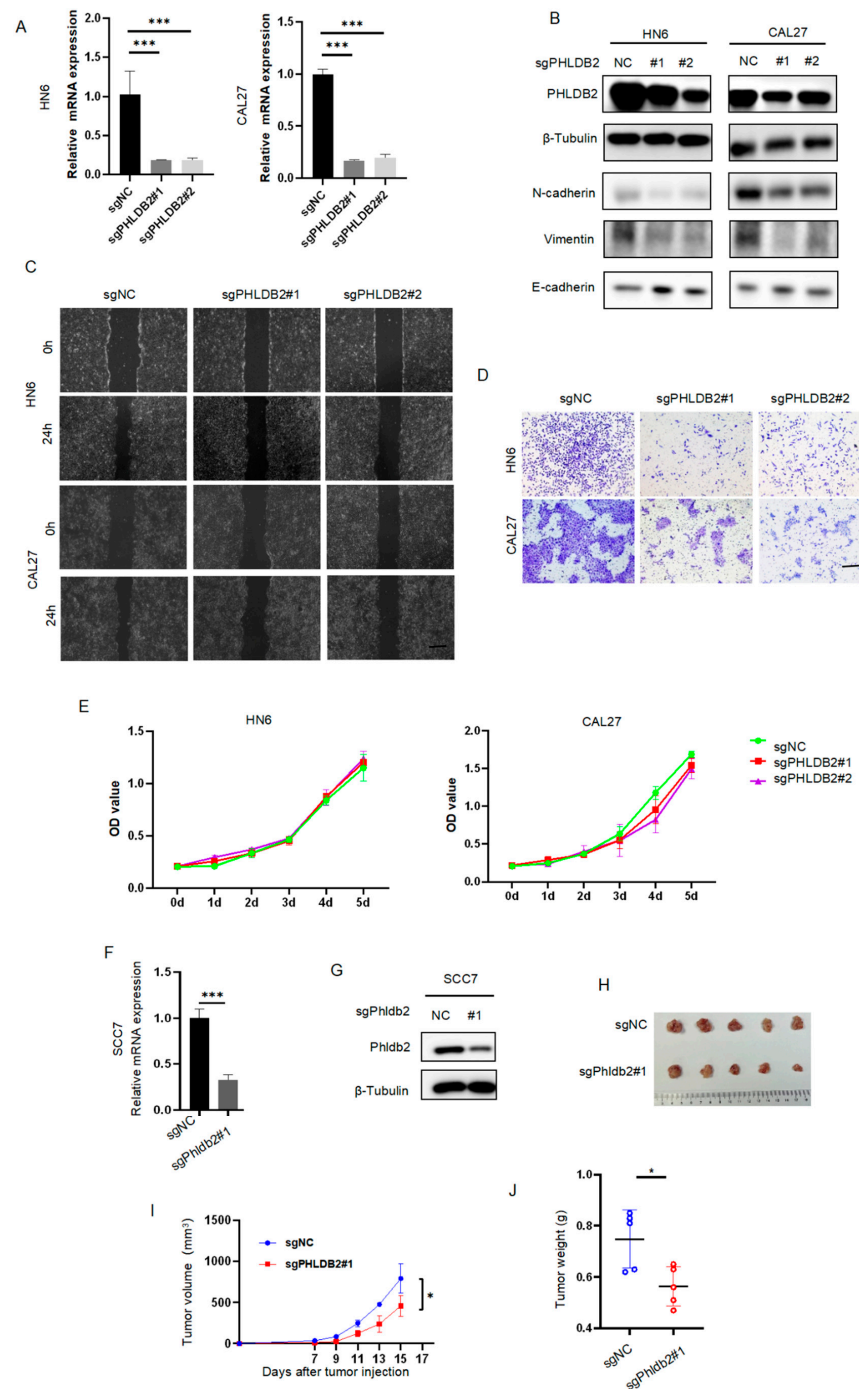 A
HN6
Relative mRNA expression
2.0
1.5
1.0
0.5
0.0
***
***
sgNC
sgPHLDB2#1
sgPHLDB2#2
CAL27
Relative mRNA expression
1.5
1.0
0.5
0.0
***
***
sgNC
sgPHLDB2#1
sgPHLDB2#2
B
HN6
CAL27
sgPHLDB2
NC
#1
#2
NC
#1
#2
PHLDB2
β-Tubulin
N-cadherin
Vimentin
E-cadherin
C
sgNC
sgPHLDB2#1
sgPHLDB2#2
HN6
0h
24h
CAL27
0h
24h
D
sgNC
sgPHLDB2#1
sgPHLDB2#2
HN6
CAL27
E
HN6
OD value
1.5
1.0
0.5
0.0
0d
1d
2d
3d
4d
5d
CAL27
OD value
2.0
1.5
1.0
0.5
0.0
0d
1d
2d
3d
4d
5d
sgNC
sgPHLDB2#1
sgPHLDB2#2
F
SCC7
Relative mRNA expression
1.5
1.0
0.5
0.0
***
sgNC
sgPhldb2#1
G
SCC7
sgPhldb2
NC
#1
Phldb2
β-Tubulin
H
sgNC
sgPhldb2#1
I
Tumor volume (mm³)
1500
1000
500
0
sgNC
sgPHLDB2#1
*
7
9
11
13
15
17
Days after tumor injection
J
Tumor weight (g)
1.0
0.8
0.6
0.4
*
sgNC
sgPhldb2#1